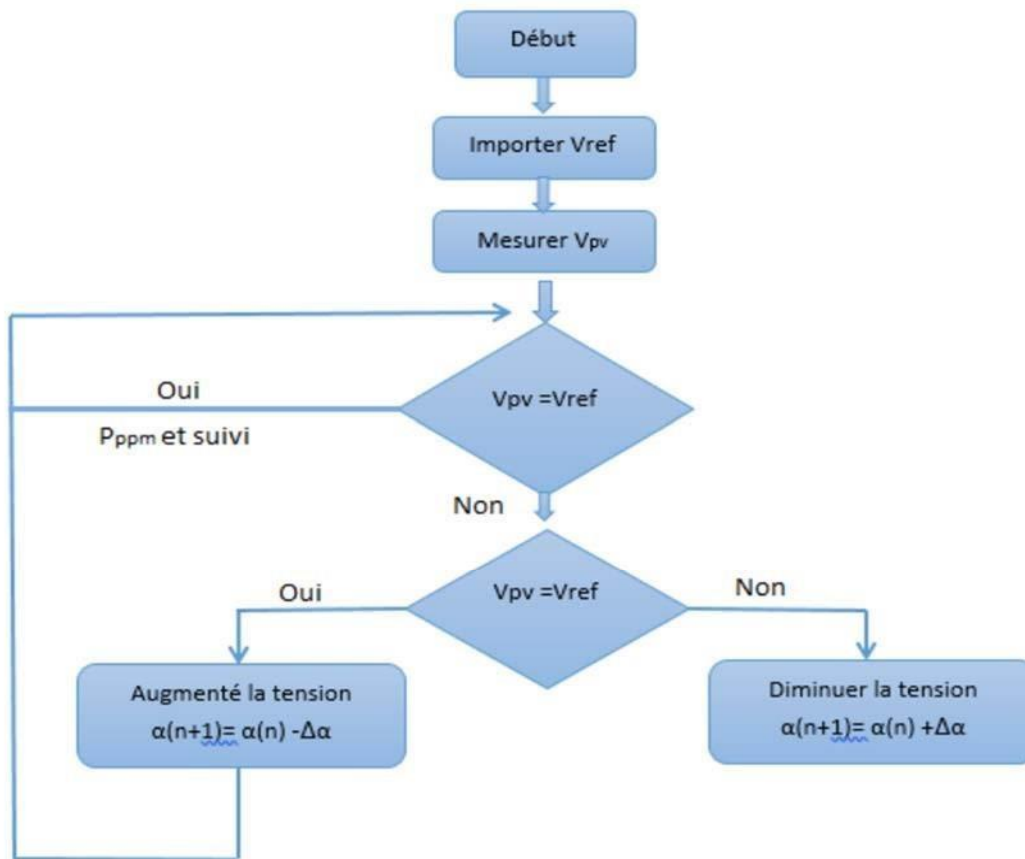 Début
Importer Vref
Mesurer Vpv
Vpv =Vref
Oui
Pppm et suivi
Non
Vpv =Vref
Oui
Non
Augmenté la tension
α(n+1)= α(n) -Δα
Diminuer la tension
α(n+1)= α(n) +Δα